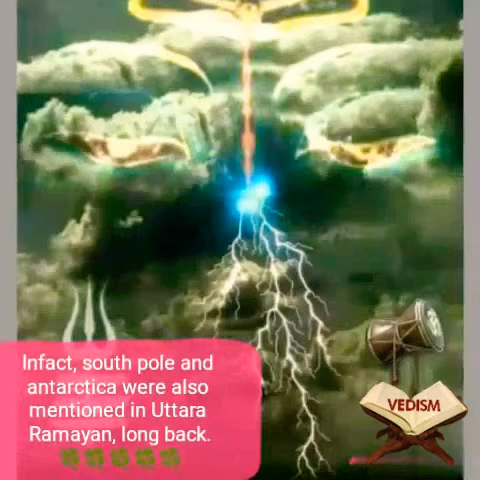 Infact, south pole and
antarctica were also
mentioned in Uttara
Ramayan, long back.
VEDISM